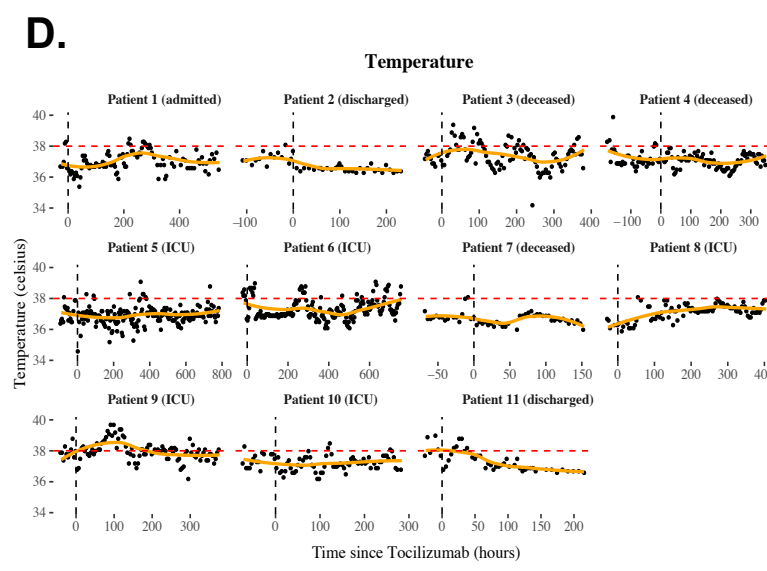 D.
Temperature
Patient 1 (admitted) Patient 2 (discharged) Patient 3 (deceased) Patient 4 (deceased)
40
38
36
34
0 200 400 −100 0 100 200 0 100 200 300 400 −100 0 100 200 300
Patient 5 (ICU) Patient 6 (ICU) Patient 7 (deceased) Patient 8 (ICU)
40
38
36
34
0 200 400 600 800 0 200 400 600 −50 0 50 100 150 0 100 200 300 400
Patient 9 (ICU) Patient 10 (ICU) Patient 11 (discharged)
40
38
36
34
0 100 200 300 0 100 200 300 0 50 100 150 200
Temperature (celsius)
Time since Tocilizumab (hours)